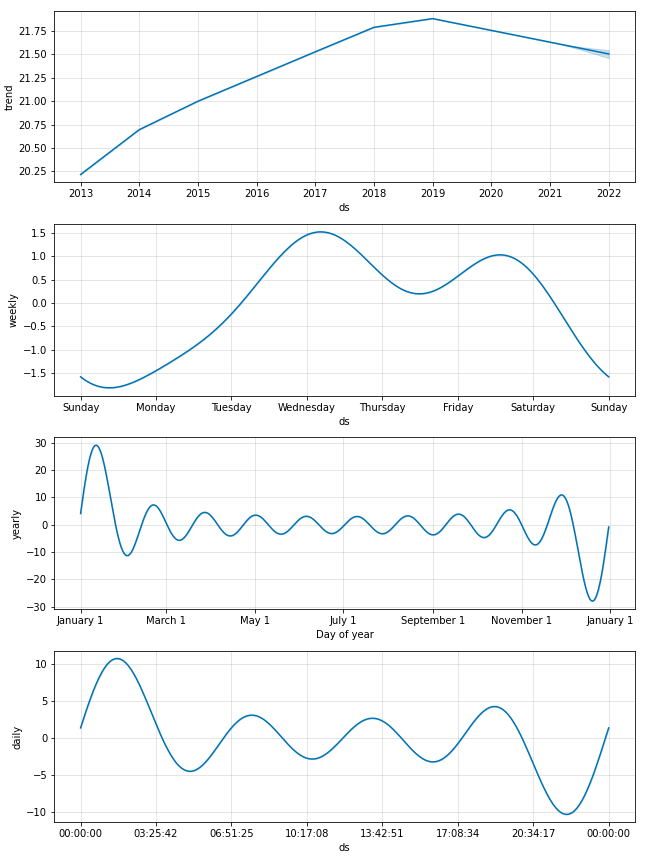 trend
21.75
21.50
21.25
21.00
20.75
20.50
20.25
2013 2014 2015 2016 2017 2018 2019 2020 2021 2022
ds
weekly
1.5
1.0
0.5
0.0
−0.5
−1.0
−1.5
Sunday Monday Tuesday Wednesday Thursday Friday Saturday Sunday
ds
yearly
30
20
10
0
−10
−20
−30
January 1 March 1 May 1 July 1 September 1 November 1 January 1
Day of year
daily
10
5
0
−5
−10
00:00:00 03:25:42 06:51:25 10:17:08 13:42:51 17:08:34 20:34:17 00:00:00
ds